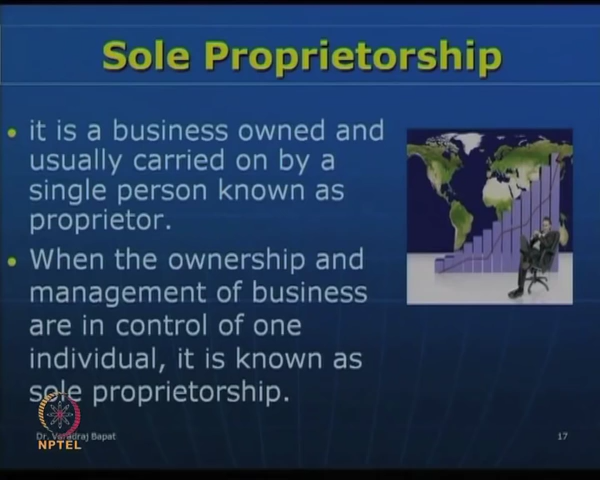 Sole Proprietorship
• it is a business owned and
usually carried on by a
single person known as
proprietor.
• When the ownership and
management of business
are in control of one
individual, it is known as
sole proprietorship.
Dr. Varadraj Bapat
17
NPTEL